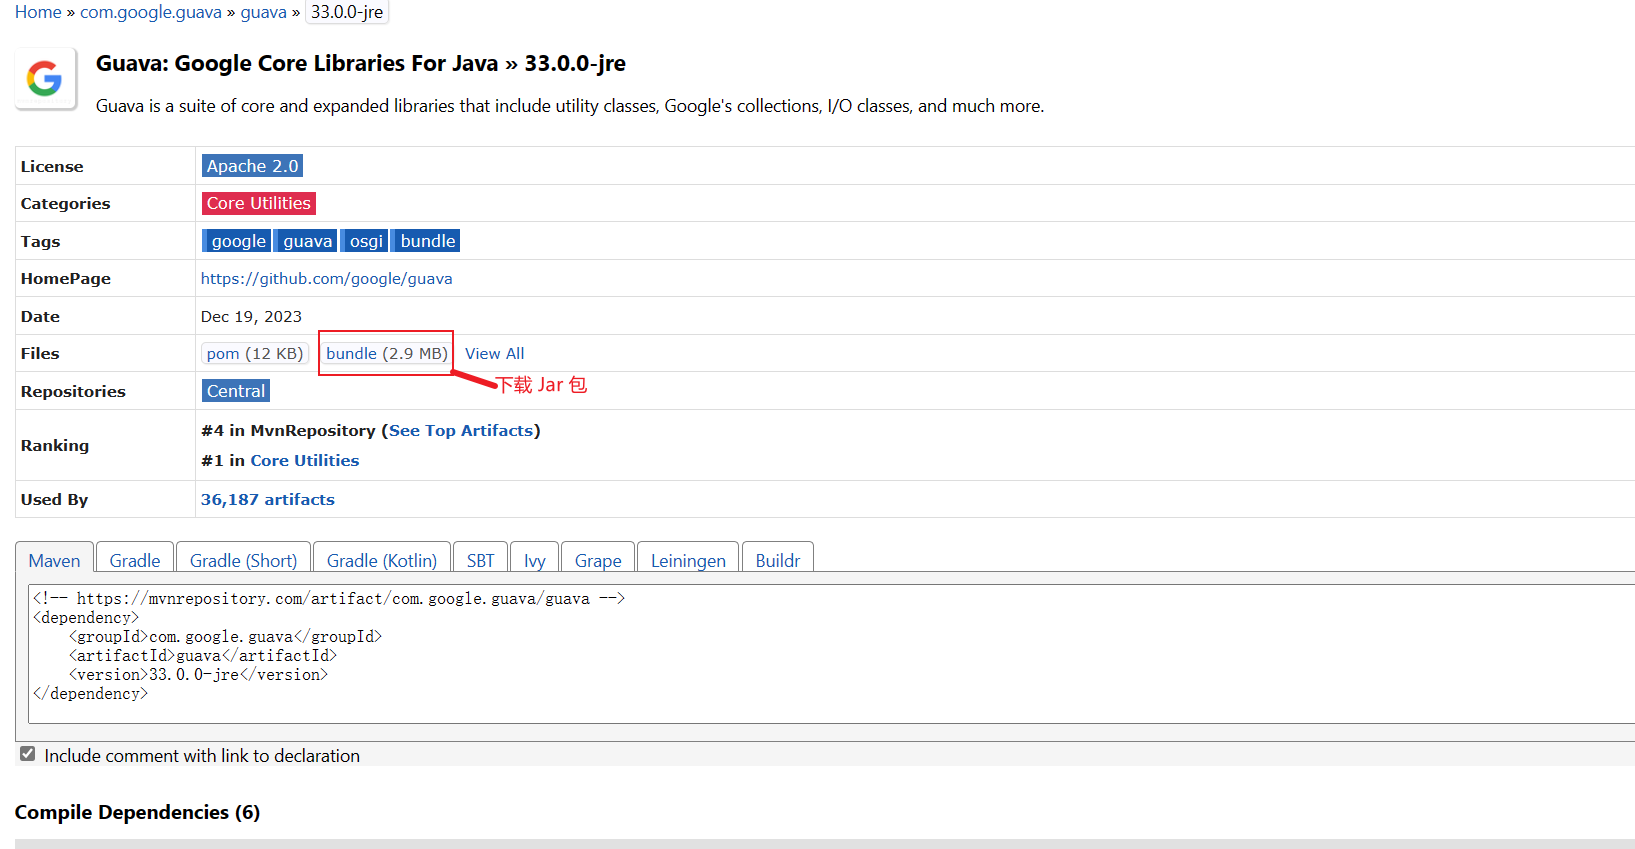 Home » com.google.guava » guava » 33.0.0-jre
Guava: Google Core Libraries For Java » 33.0.0-jre
Guava is a suite of core and expanded libraries that include utility classes, Google's collections, I/O classes, and much more.
License Apache 2.0
Categories Core Utilities
Tags google guava osgi bundle
HomePage https://github.com/google/guava
Date Dec 19, 2023
Files pom (12 KB) bundle (2.9 MB) View All
下载 Jar 包
Repositories Central
Ranking #4 in MvnRepository (See Top Artifacts)
#1 in Core Utilities
Used By 36,187 artifacts
Maven Gradle Gradle (Short) Gradle (Kotlin) SBT Ivy Grape Leiningen Buildr
<!-- https://mvnrepository.com/artifact/com.google.guava/guava -->
<dependency>
    <groupId>com.google.guava</groupId>
    <artifactId>guava</artifactId>
    <version>33.0.0-jre</version>
</dependency>
Include comment with link to declaration
Compile Dependencies (6)